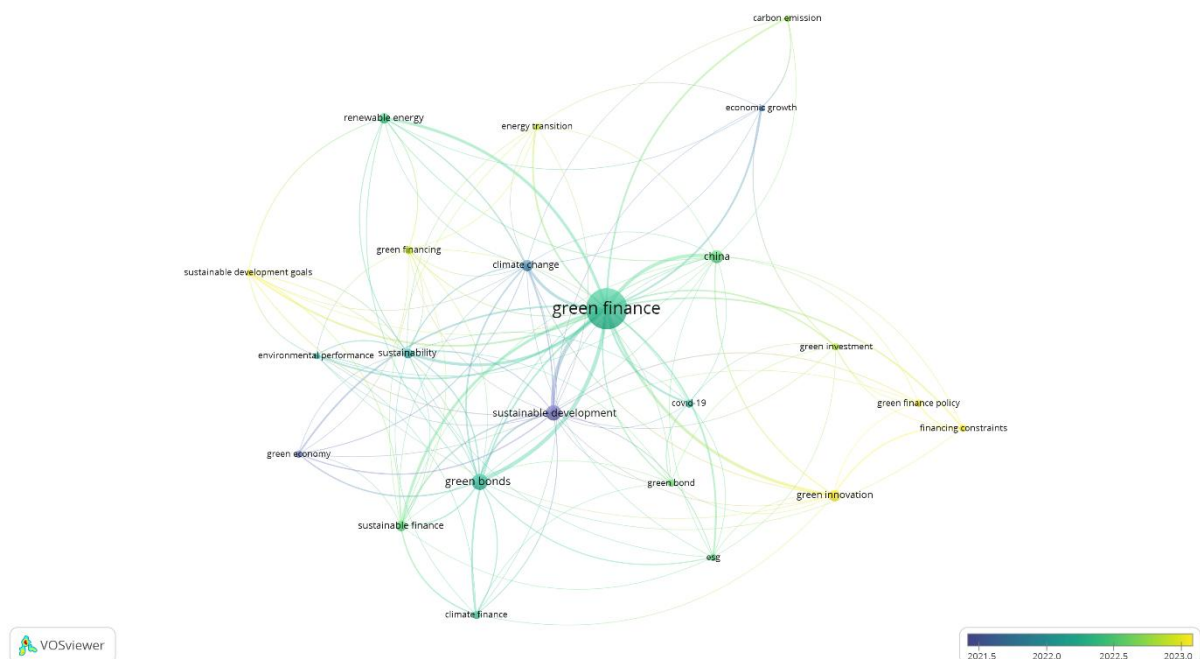 carbon emission
economic growth
renewable energy
energy transition
green financing
climate change
china
sustainable development goals
green finance
green investment
environmental performance
sustainability
covid-19
green finance policy
sustainable development
financing constraints
green economy
green bonds
green bond
green innovation
sustainable finance
esg
climate finance
VOSviewer
2021.5 2022.0 2022.5 2023.0